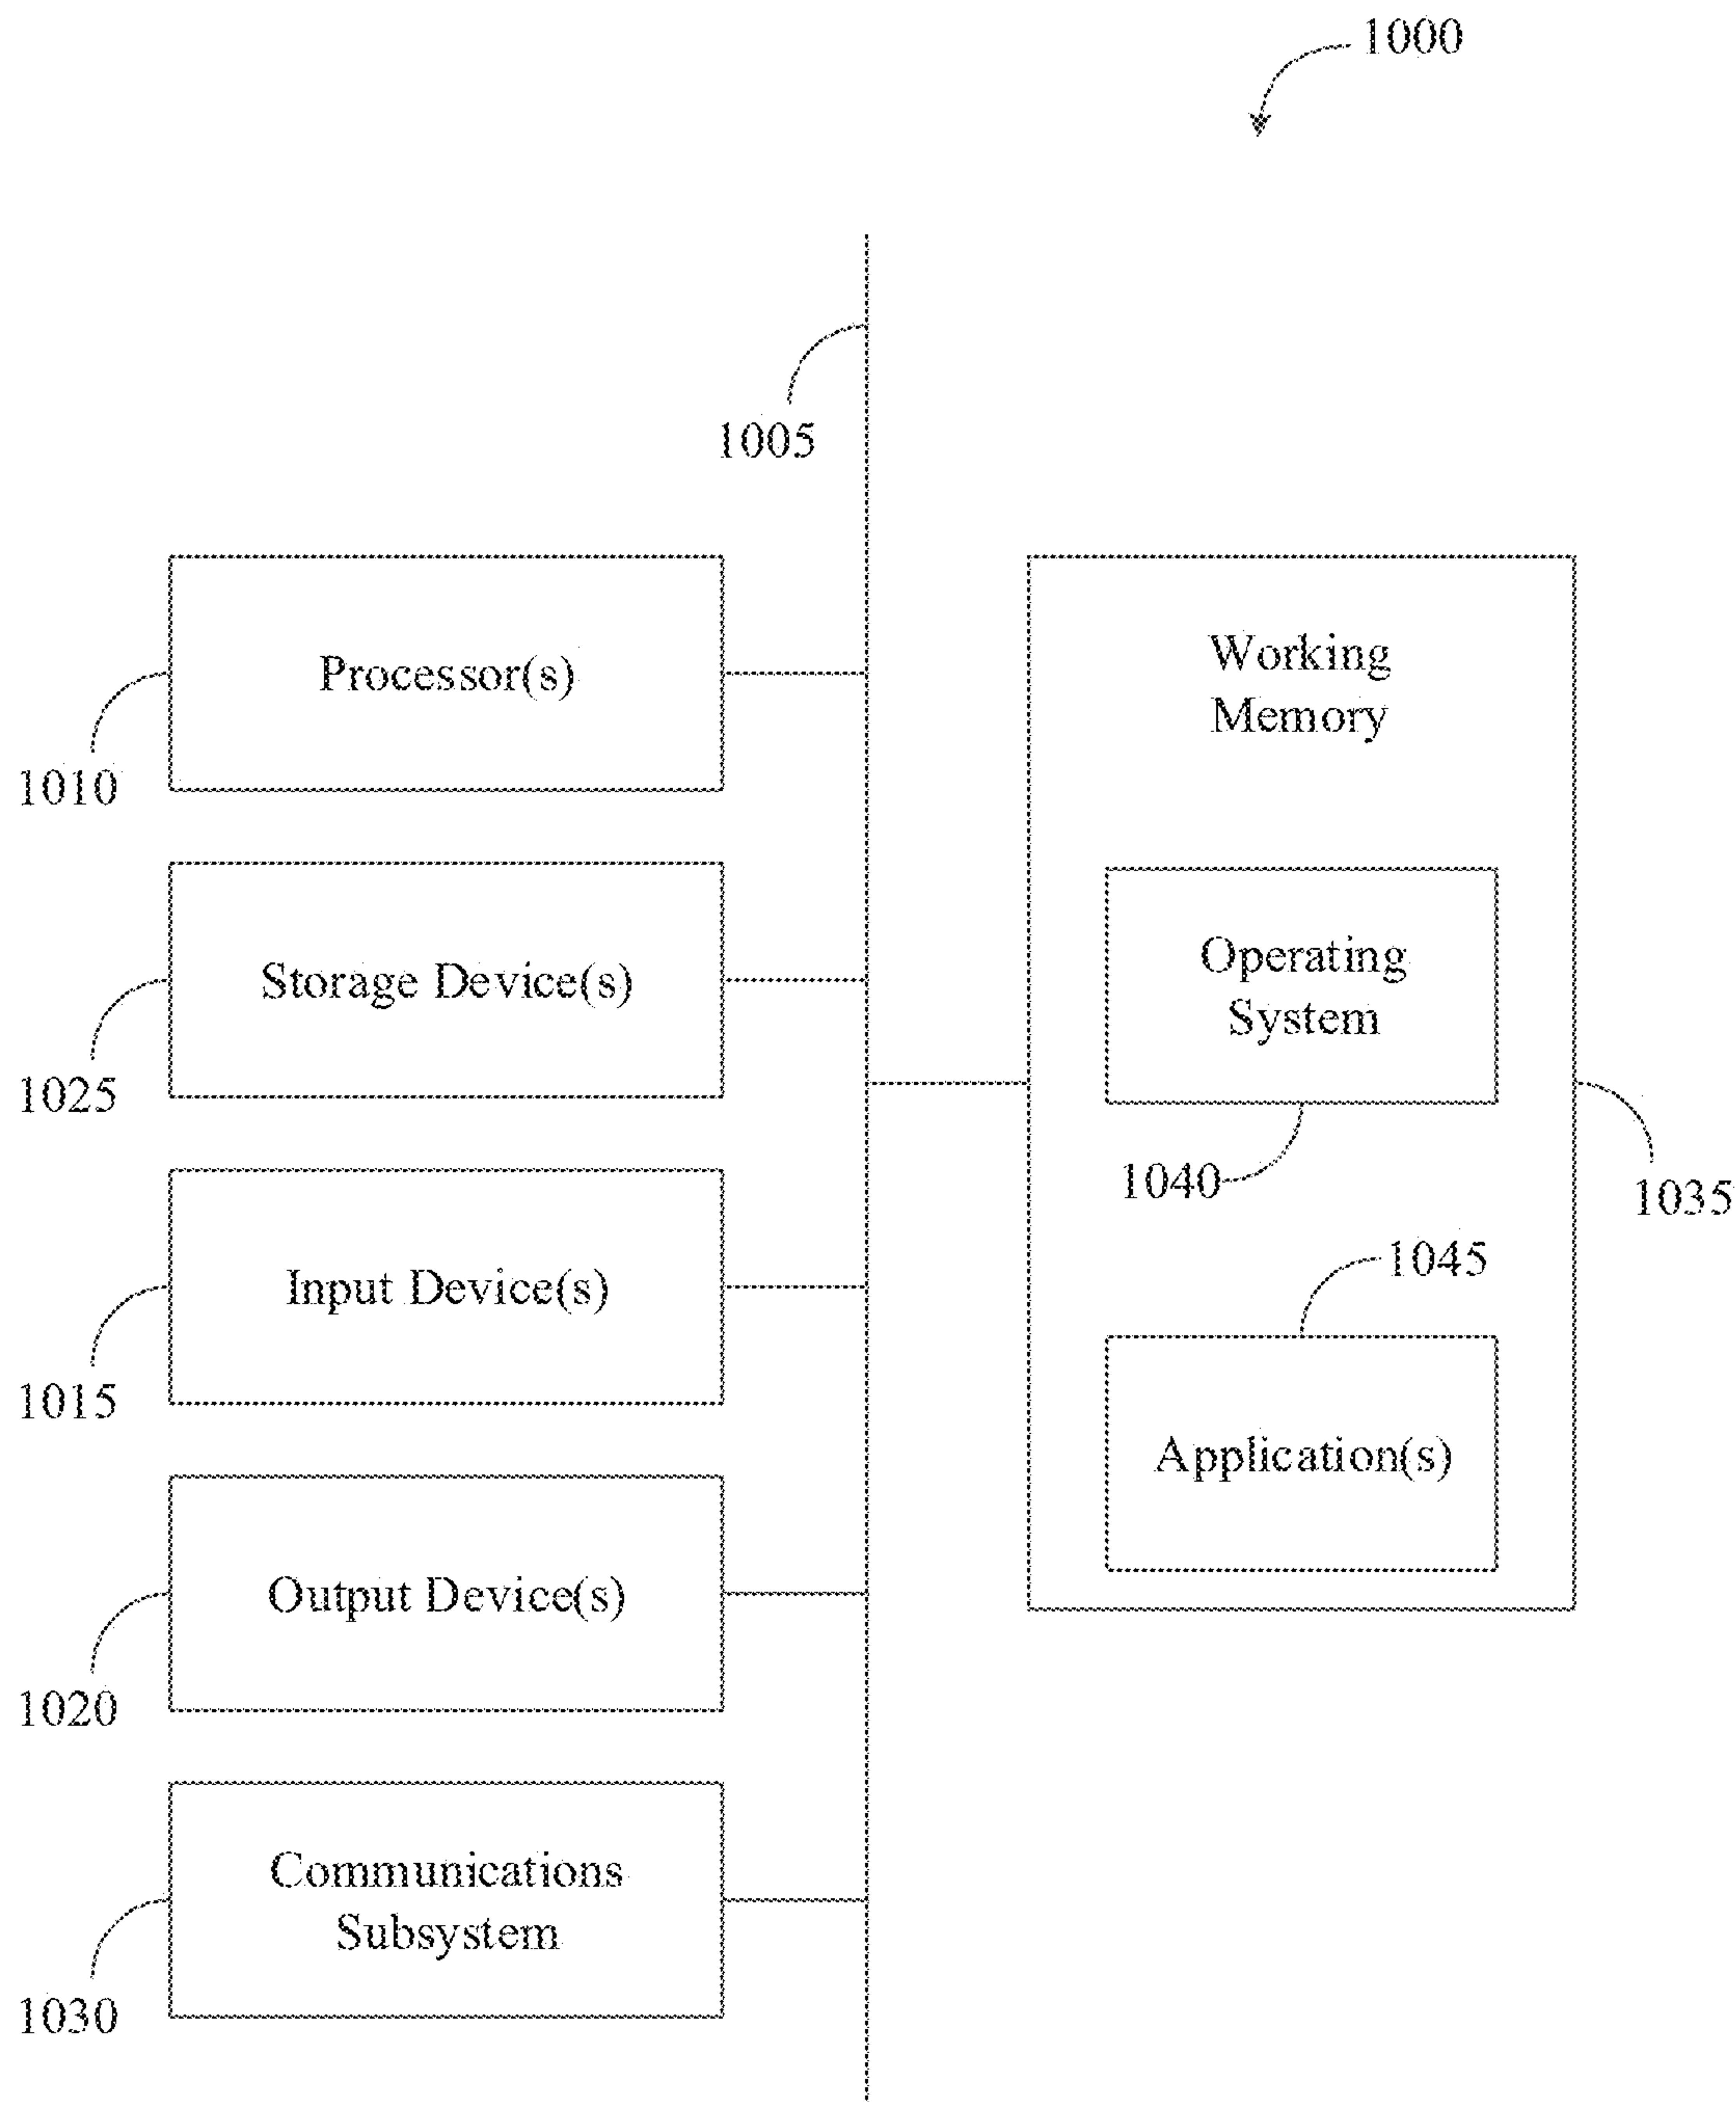 1000
1005
Processor(s)
1010
Storage Device(s)
1025
Input Device(s)
1015
Output Device(s)
1020
Communications
Subsystem
1030
Working
Memory
Operating
System
1040
1035
1045
Application(s)